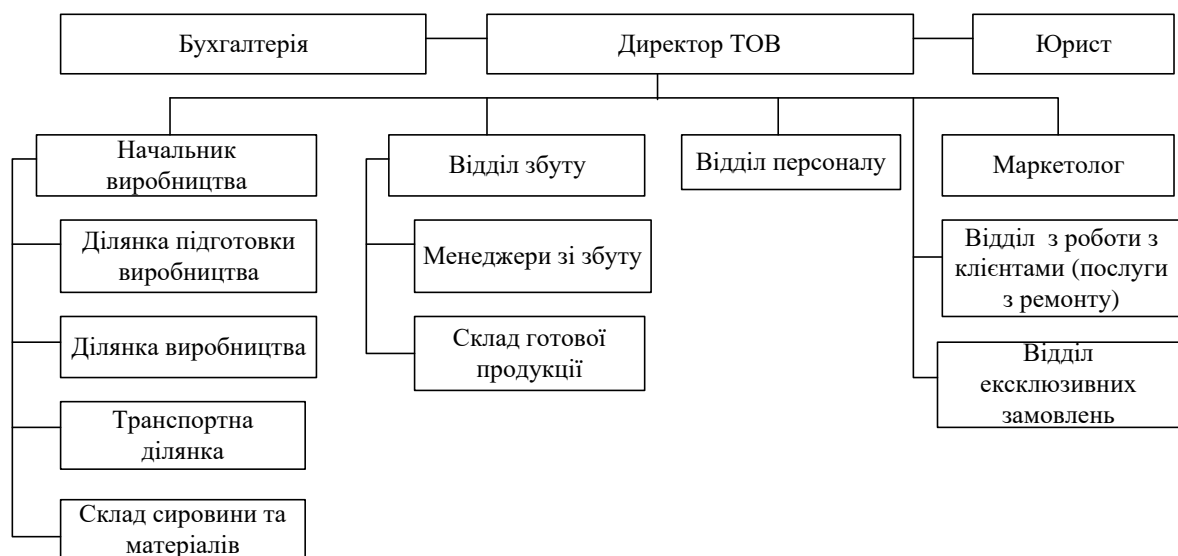 Бухгалтерія
Директор ТОВ
Юрист
Начальник
виробництва
Відділ збуту
Відділ персоналу
Маркетолог
Ділянка підготовки
виробництва
Менеджери зі збуту
Відділ з роботи з
клієнтами (послуги
з ремонту)
Ділянка виробництва
Склад готової
продукції
Відділ
ексклюзивних
замовлень
Транспортна
ділянка
Склад сировини та
матеріалів